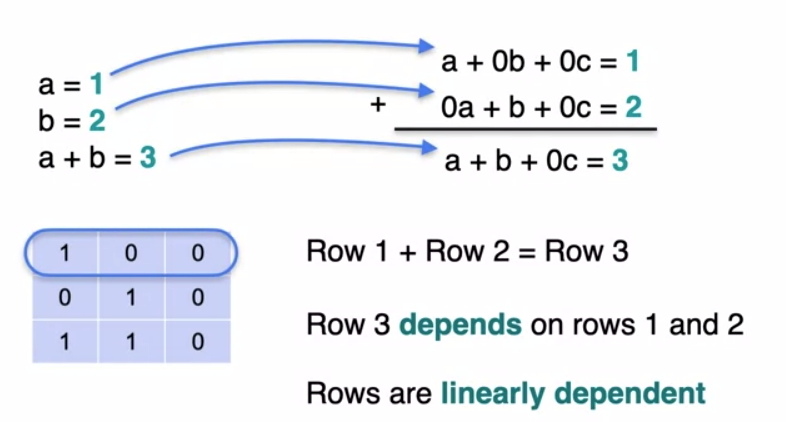 a = 1
b = 2
a + b = 3
a + 0b + 0c = 1
+ 0a + b + 0c = 2
a + b + 0c = 3
1 0 0
0 1 0
1 1 0
Row 1 + Row 2 = Row 3
Row 3 depends on rows 1 and 2
Rows are linearly dependent